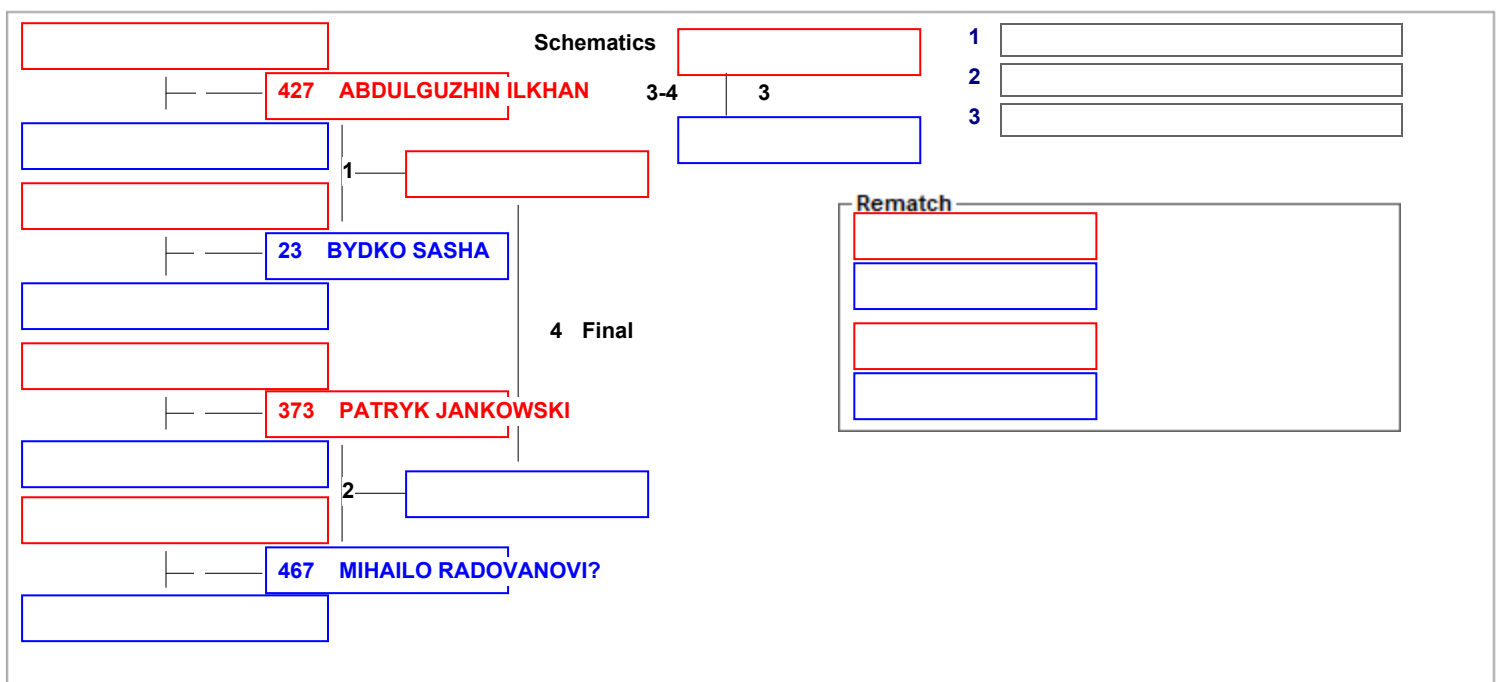 Schematics
1
2
3
427 ABDULGUZHIN ILKHAN
3-4 3
1
Rematch
23 BYDKO SASHA
4 Final
373 PATRYK JANKOWSKI
2
467 MIHAILO RADOVANOVI?